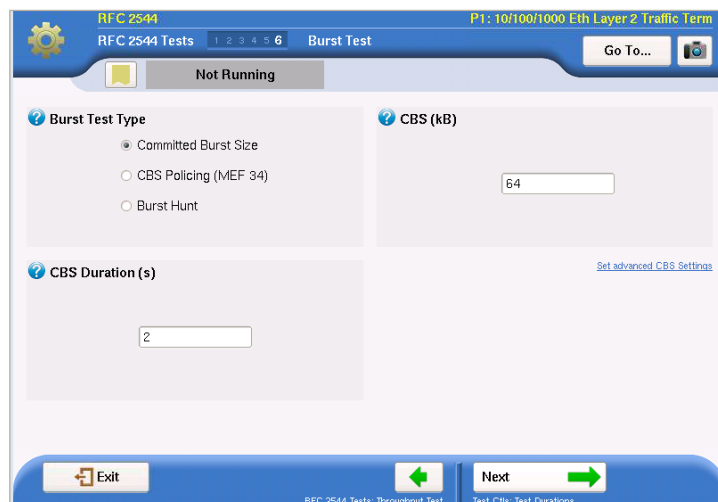 RFC 2544
P1: 10/100/1000 Eth Layer 2 Traffic Term
RFC 2544 Tests 1 2 3 4 5 6 Burst Test
Go To...
Not Running
? Burst Test Type
Committed Burst Size
CBS Policing (MEF 34)
Burst Hunt
? CBS (kB)
64
? CBS Duration (s)
2
Set advanced CBS Settings
Exit
Next
RFC 2544 Tests: Throughput Test
Test Ctls: Test Durations